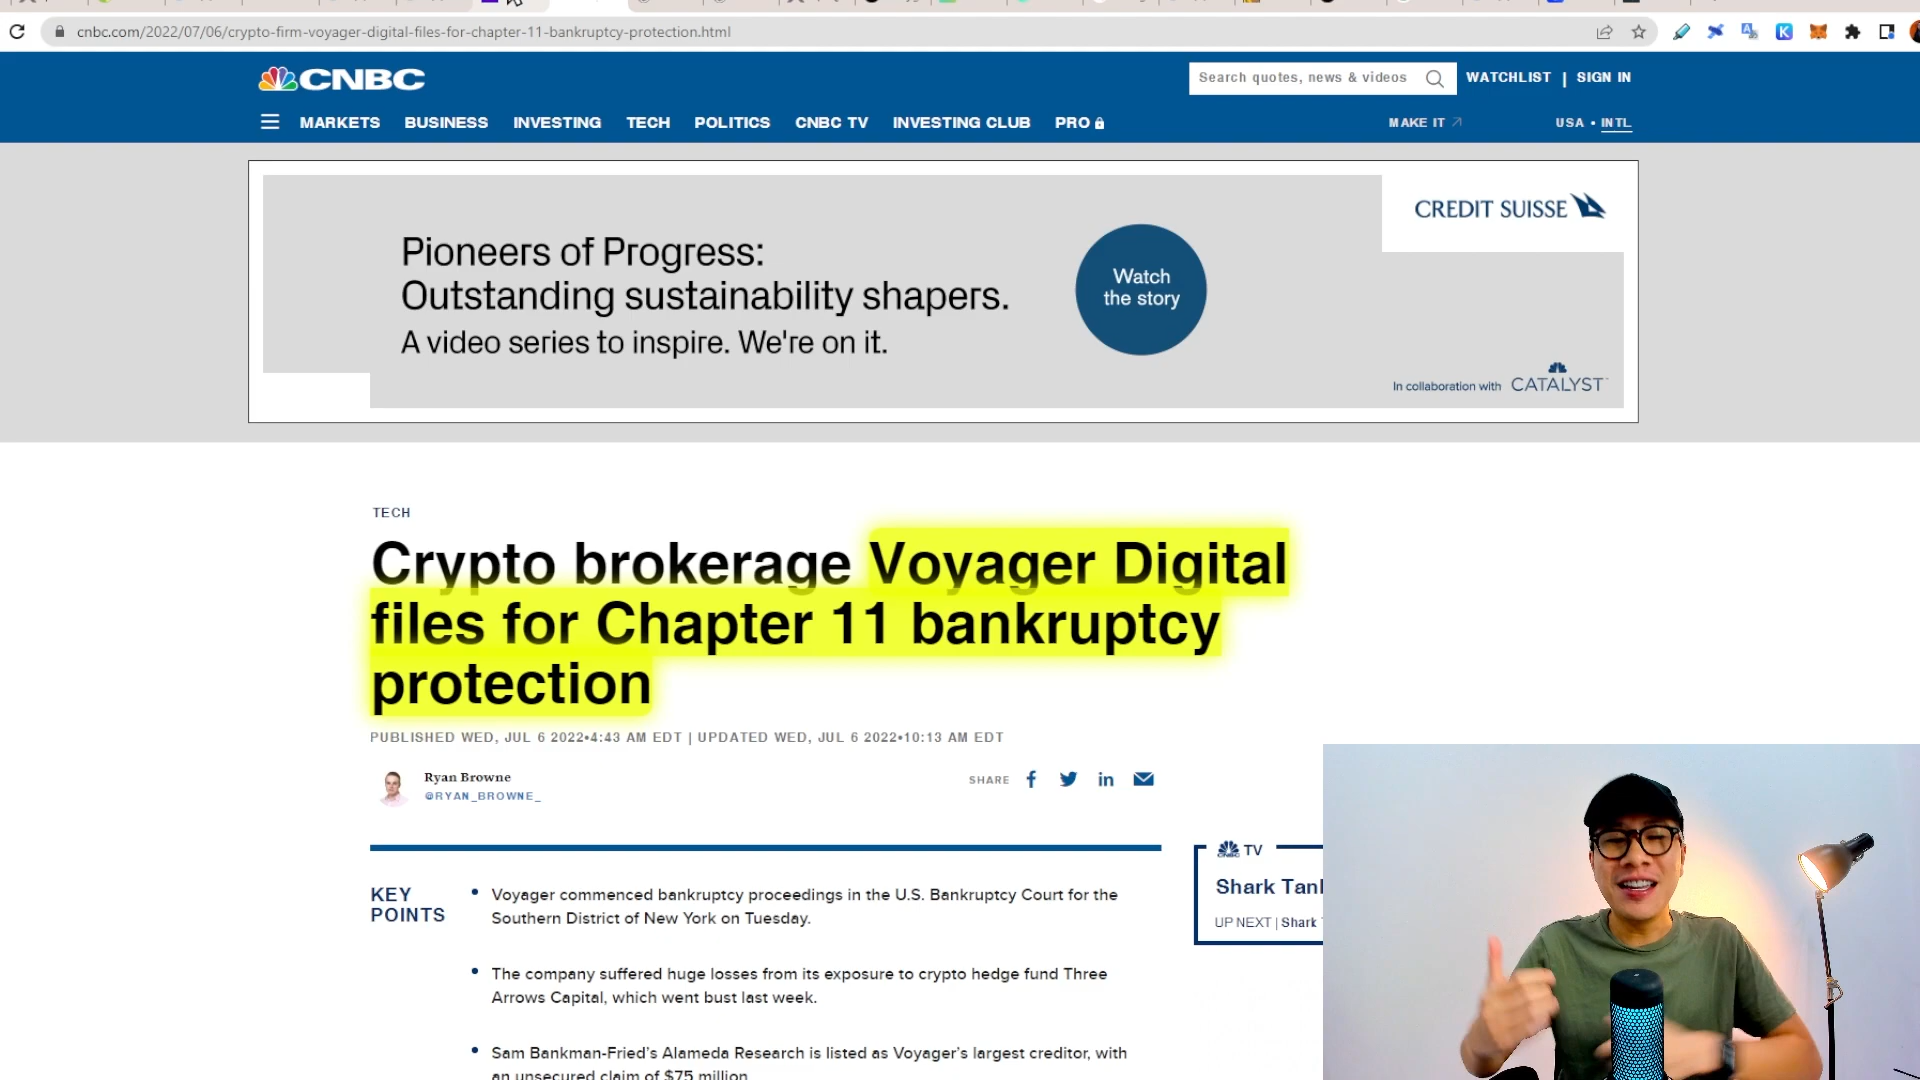 cnbc.com/2022/07/06/crypto-firm-voyager-digital-files-for-chapter-11-bankruptcy-protection.html
CNBC
Search quotes, news & videos
WATCHLIST | SIGN IN
MARKETS BUSINESS INVESTING TECH POLITICS CNBC TV INVESTING CLUB PRO
MAKE IT
USA • INTL
CREDIT SUISSE
Pioneers of Progress:
Outstanding sustainability shapers.
A video series to inspire. We're on it.
Watch
the story
In collaboration with CATALYST
TECH
Crypto brokerage Voyager Digital
files for Chapter 11 bankruptcy
protection
PUBLISHED WED, JUL 6 2022•4:43 AM EDT | UPDATED WED, JUL 6 2022•10:13 AM EDT
Ryan Browne
@RYAN_BROWNE_
SHARE
KEY
POINTS
• Voyager commenced bankruptcy proceedings in the U.S. Bankruptcy Court for the
Southern District of New York on Tuesday.
• The company suffered huge losses from its exposure to crypto hedge fund Three
Arrows Capital, which went bust last week.
• Sam Bankman-Fried's Alameda Research is listed as Voyager's largest creditor, with
an unsecured claim of $75 million
TV
Shark Tan
UP NEXT | Shark